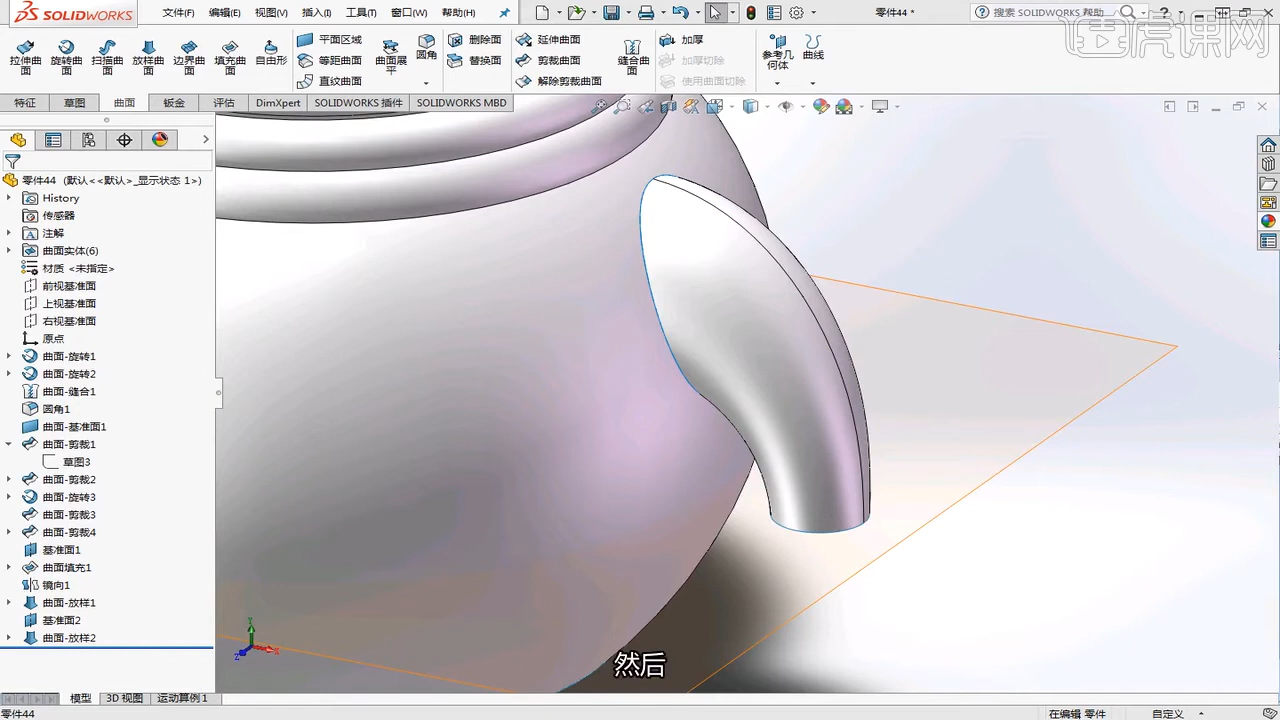 SOLIDWORKS 文件(F) 编辑(E) 视图(V) 插入(I) 工具(T) 窗口(W) 帮助(H) 零件44 * 搜索 SOLIDWORKS 帮助
拉伸曲面 旋转曲面 扫描曲面 放样曲面 边界曲面 填充曲面 自由形
平面区域
等距曲面
直纹曲面
曲面展平 圆角
删除面
替换面
延伸曲面
剪裁曲面
解除剪裁曲面
缝合曲面
加厚
加厚切除
使用曲面切除
参考几何体 曲线
虎课网
特征 草图 曲面 钣金 评估 DimXpert SOLIDWORKS 插件 SOLIDWORKS MBD
零件44 (默认<<默认>_显示状态 1>)
History
传感器
注解
曲面实体(6)
材质 <未指定>
前视基准面
上视基准面
右视基准面
原点
曲面-旋转1
曲面-旋转2
曲面-缝合1
圆角1
曲面-基准面1
曲面-剪裁1
草图3
曲面-剪裁2
曲面-旋转3
曲面-剪裁3
曲面-剪裁4
基准面1
曲面填充1
镜向1
曲面-放样1
基准面2
曲面-放样2
Y
X
Z
然后
模型 3D 视图 运动算例 1
零件44 在编辑 零件 自定义